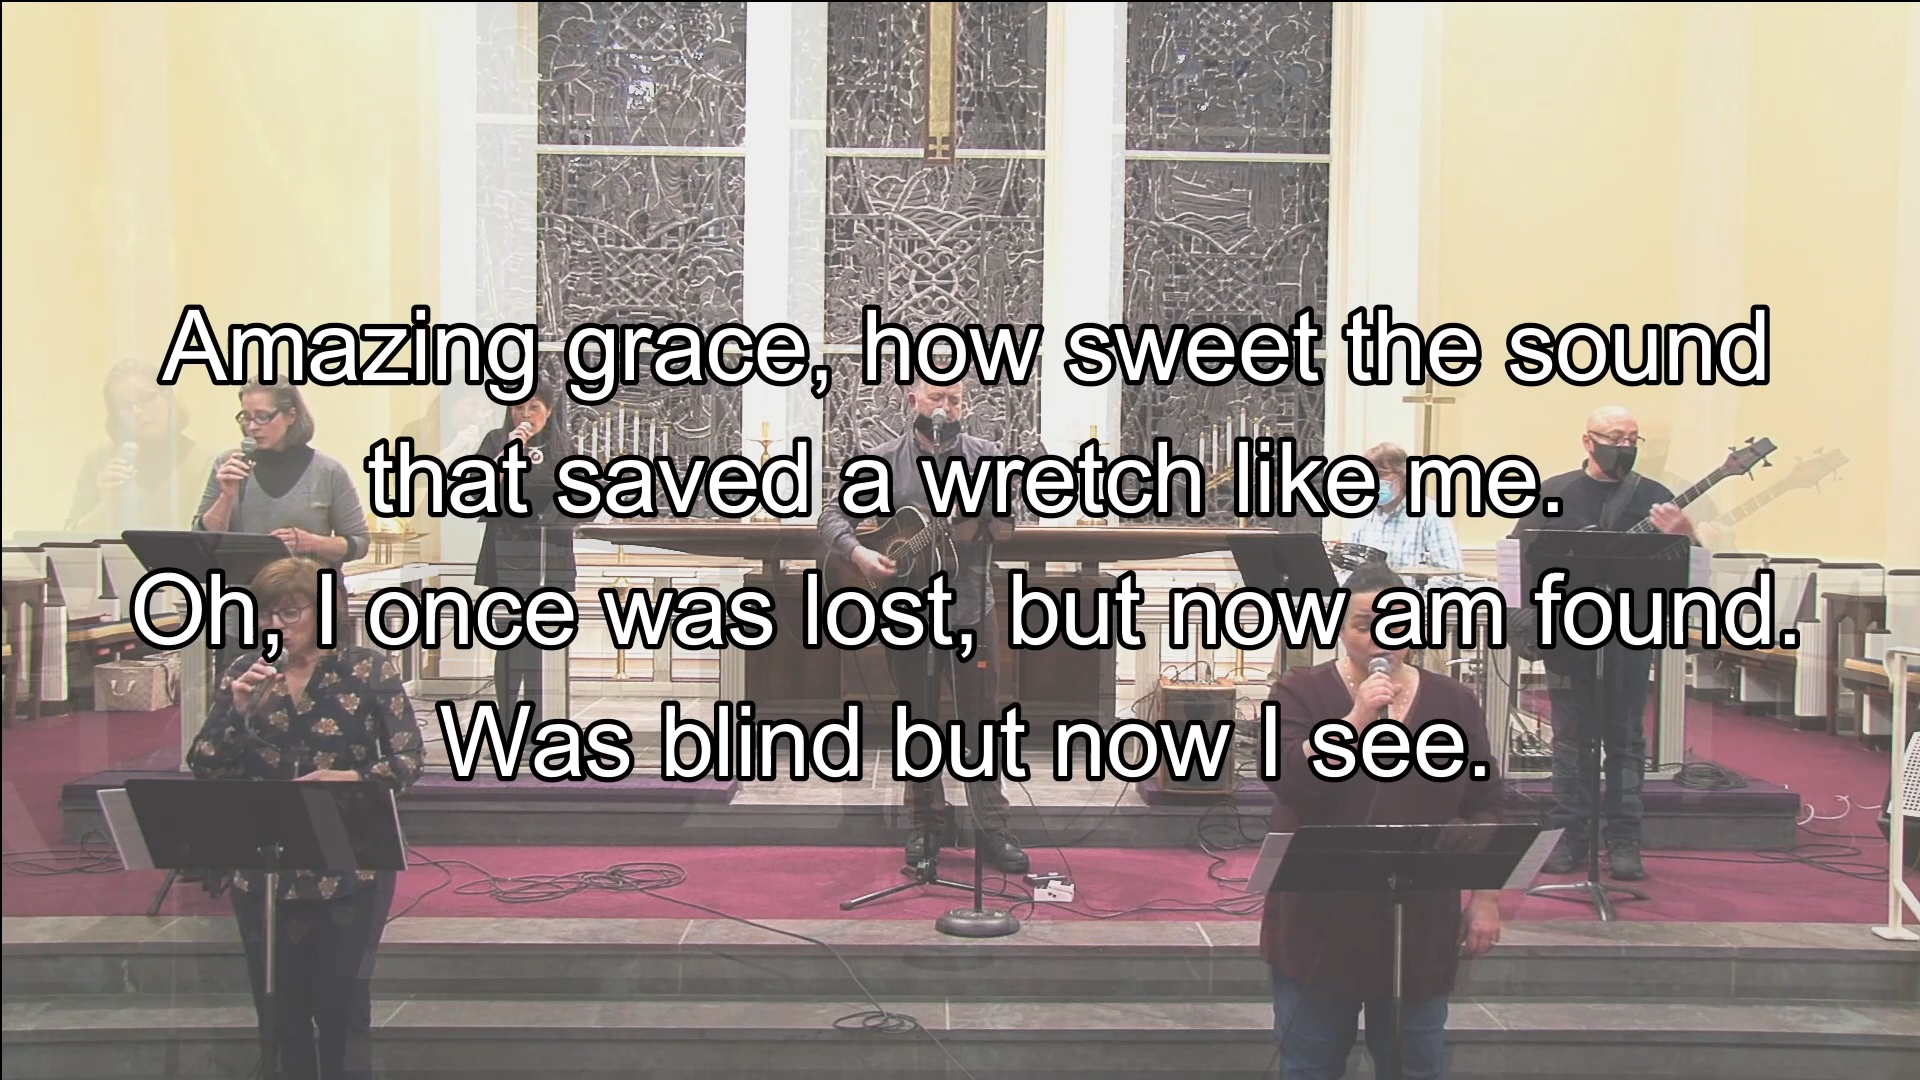 Amazing grace, how sweet the sound
that saved a wretch like me.
Oh, I once was lost, but now am found.
Was blind but now I see.